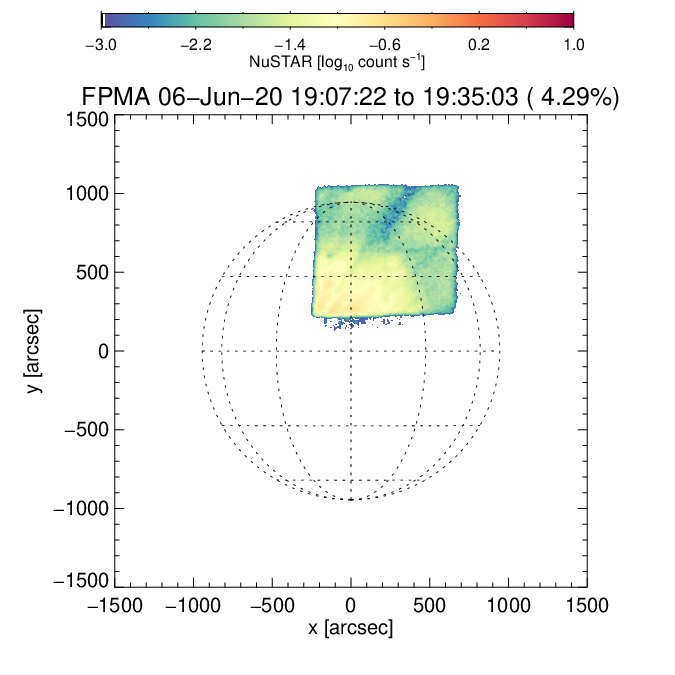 −3.0 −2.2 −1.4 −0.6 0.2 1.0
NuSTAR [log₁₀ count s⁻¹]
FPMA 06−Jun−20 19:07:22 to 19:35:03 ( 4.29%)
1500
1000
500
0
−500
−1000
−1500
y [arcsec]
−1500 −1000 −500 0 500 1000 1500
x [arcsec]